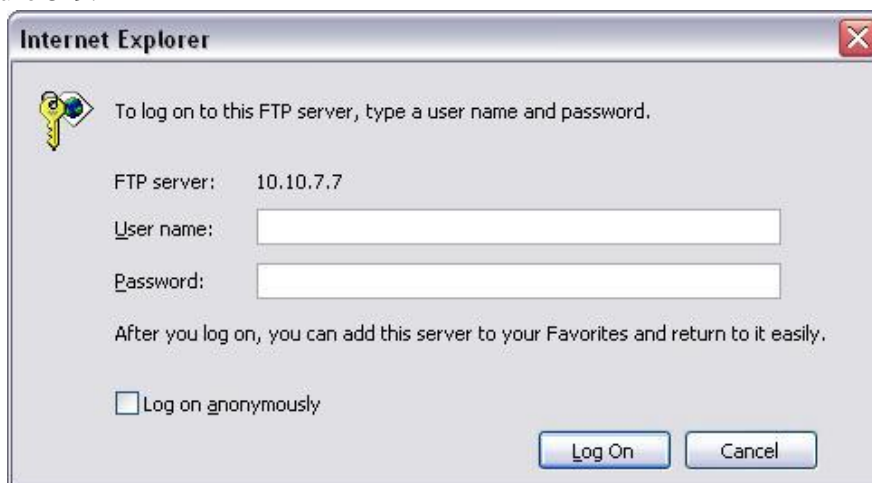 Internet Explorer
To log on to this FTP server, type a user name and password.
FTP server: 10.10.7.7
User name:
Password:
After you log on, you can add this server to your Favorites and return to it easily.
Log on anonymously
Log On Cancel